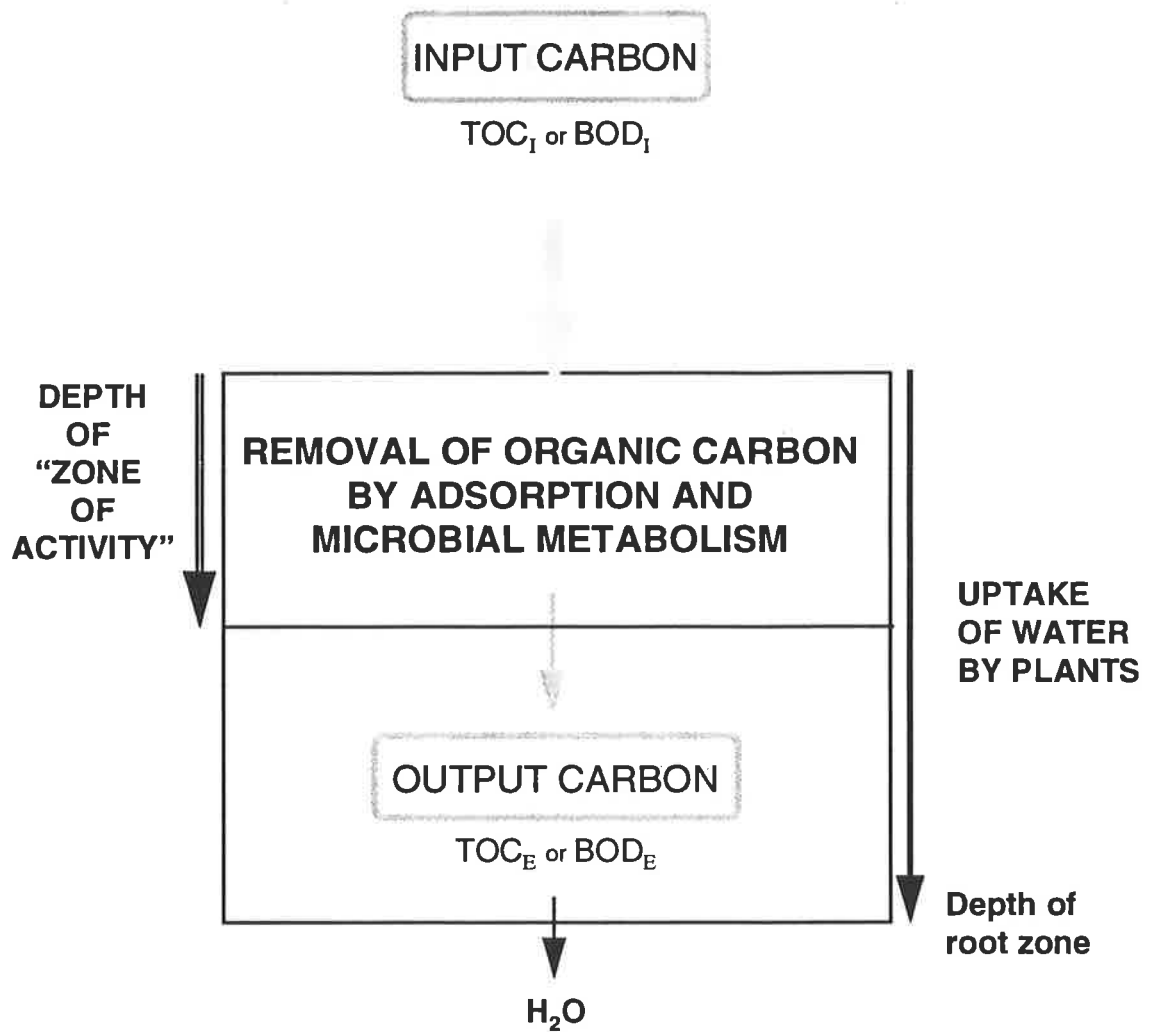 INPUT CARBON
TOC_I or BOD_I
DEPTH
OF
“ZONE
OF
ACTIVITY”
REMOVAL OF ORGANIC CARBON
BY ADSORPTION AND
MICROBIAL METABOLISM
UPTAKE
OF WATER
BY PLANTS
OUTPUT CARBON
TOC_E or BOD_E
Depth of
root zone
H₂O